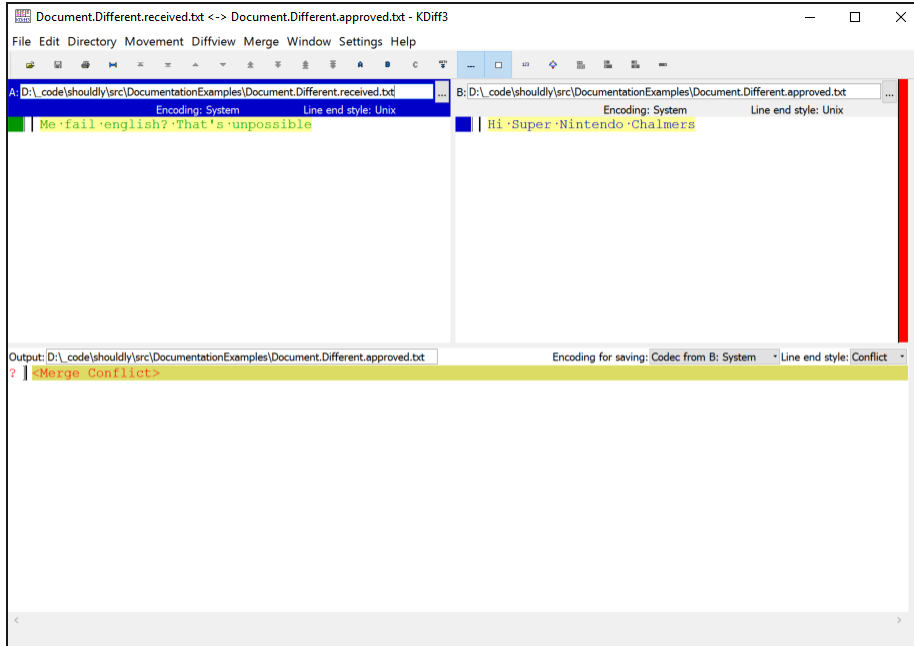 Document.Different.received.txt <-> Document.Different.approved.txt - KDiff3
File Edit Directory Movement Diffview Merge Window Settings Help
A: D:\_code\shouldly\src\DocumentationExamples\Document.Different.received.txt ... B: D:\_code\shouldly\src\DocumentationExamples\Document.Different.approved.txt ...
Encoding: System Line end style: Unix Encoding: System Line end style: Unix
Me·fail·english?·That's·unpossible Hi·Super·Nintendo·Chalmers
Output: D:\_code\shouldly\src\DocumentationExamples\Document.Different.approved.txt Encoding for saving: Codec from B: System Line end style: Conflict
? <Merge Conflict>